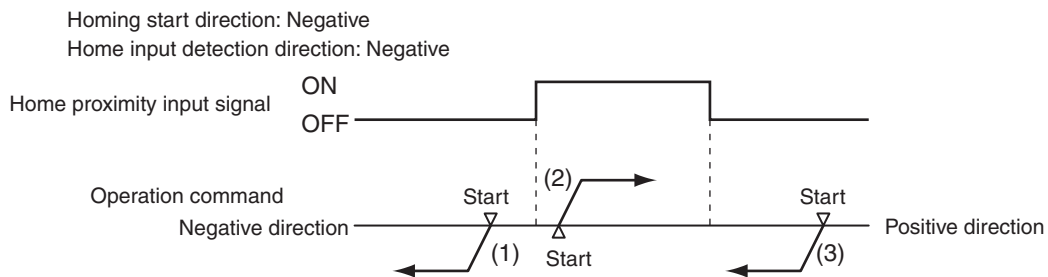 Homing start direction: Negative
Home input detection direction: Negative
ON
Home proximity input signal
OFF
Operation command
Start
(2)
Start
Negative direction
Positive direction
(1)
Start
(3)